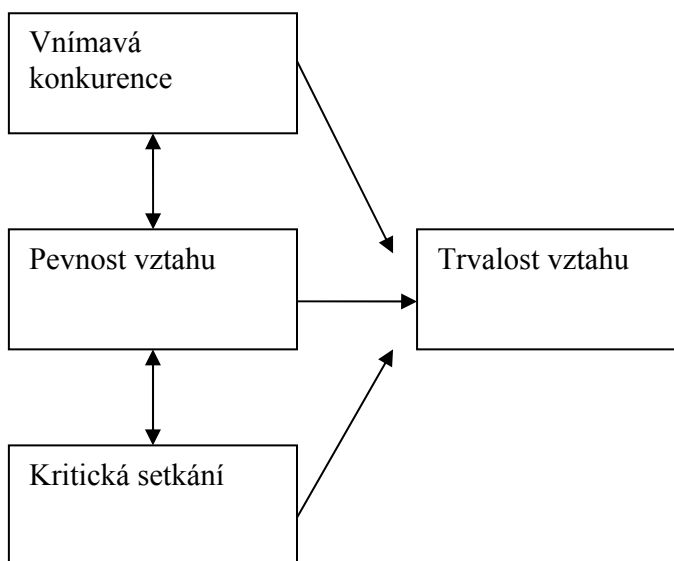 Vnímavá
konkurence
Pevnost vztahu
Trvalost vztahu
Kritická setkání